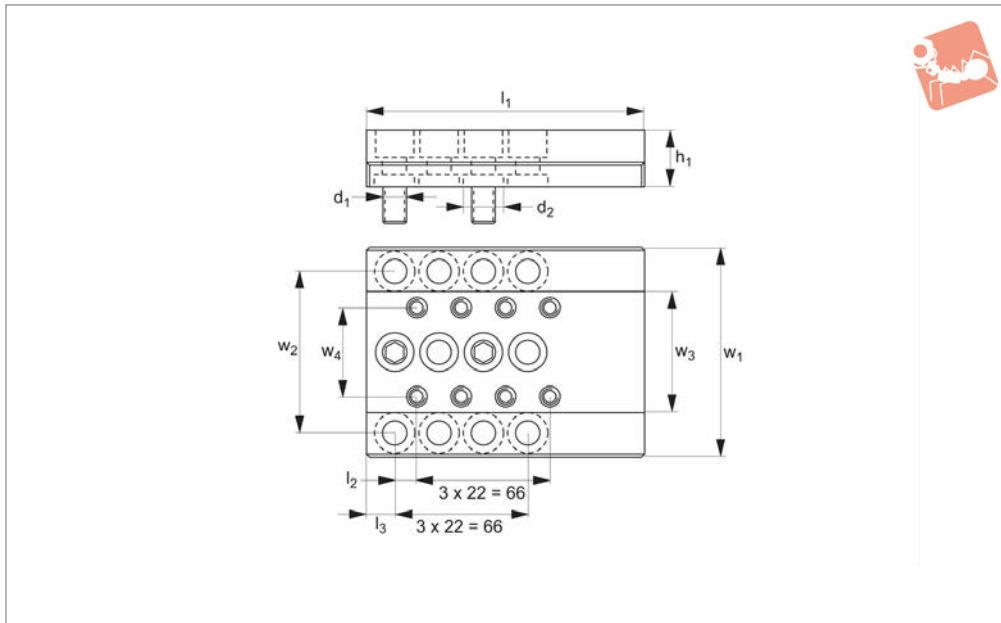 l₁
h₁
d₁
d₂
w₂
w₄
w₃
w₁
l₂
3 x 22 = 66
l₃
3 x 22 = 66